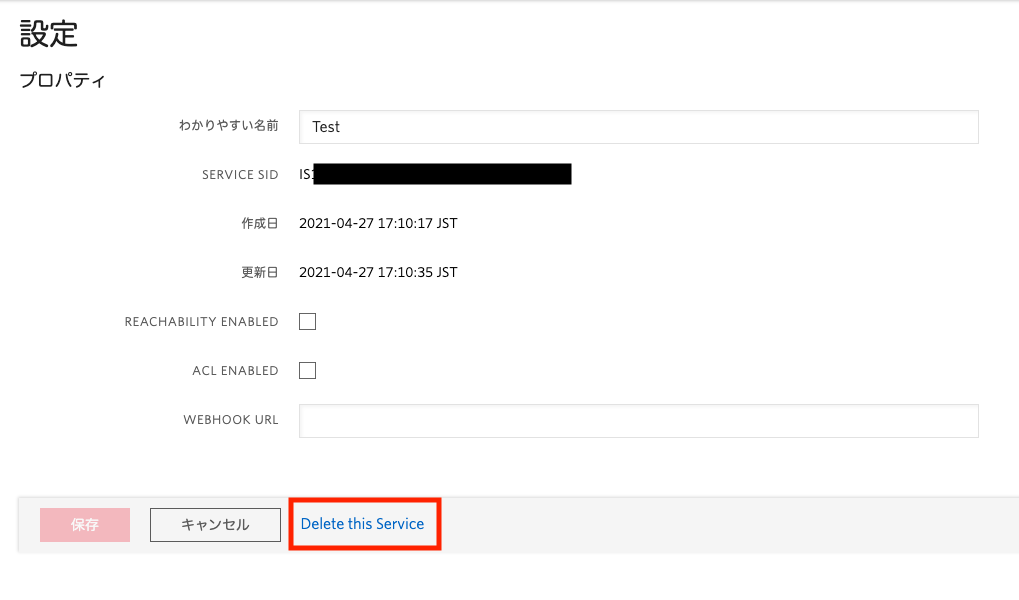 設定
プロパティ
わかりやすい名前 Test
SERVICE SID IS
作成日 2021-04-27 17:10:17 JST
更新日 2021-04-27 17:10:35 JST
REACHABILITY ENABLED
ACL ENABLED
WEBHOOK URL
保存 キャンセル Delete this Service